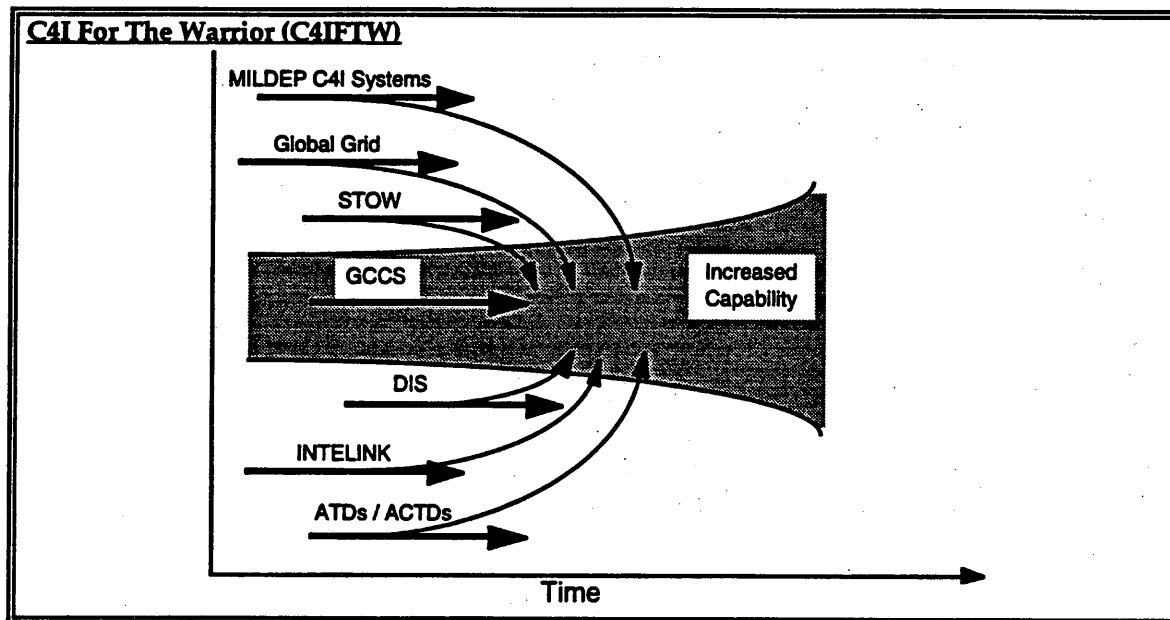 C4I For The Warrior (C4IFTW)
MILDEP C4I Systems
Global Grid
STOW
GCCS
Increased
Capability
DIS
INTELINK
ATDs / ACTDs
Time